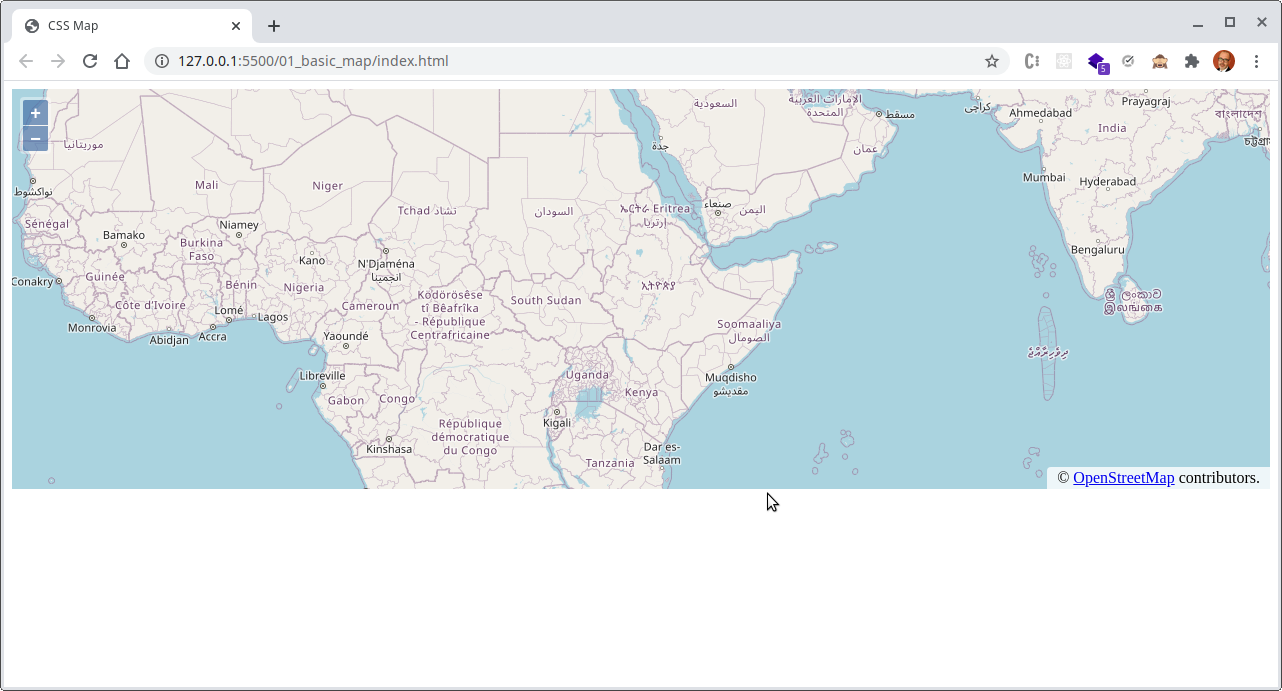 CSS Map
127.0.0.1:5500/01_basic_map/index.html
5
+
−
السعودية
الإمارات العربية
المتحدة
مسقط
كراچی
Prayagraj
Ahmedabad
India
বাংলাদেশ
موريتانيا
جدة
عمان
Mali
Niger
نواكشوط
Mumbai
Hyderabad
Tchad تشاد
السودان
ኤርትራ Eritrea
إرتريا
صنعاء
اليمن
Sénégal
Bamako
Niamey
Burkina
Faso
Kano
N'Djaména
انجمينا
Bengaluru
Conakry
Guinée
Bénin
Nigeria
ኢትዮጵያ
Côte d'Ivoire
Cameroon
Ködörösêse
tî Bêafrîka
- République
Centrafricaine
South Sudan
ශ්‍රී ලංකාව
இலங்கை
Lomé
Lagos
Monrovia
Abidjan
Accra
Yaoundé
Soomaaliya
الصومال
ދިވެހިރާއްޖެ
Libreville
Uganda
Muqdisho
مقديشو
Gabon
Congo
Kenya
Kigali
République
démocratique
du Congo
Kinshasa
Dar es-
Salaam
Tanzania
© OpenStreetMap contributors.